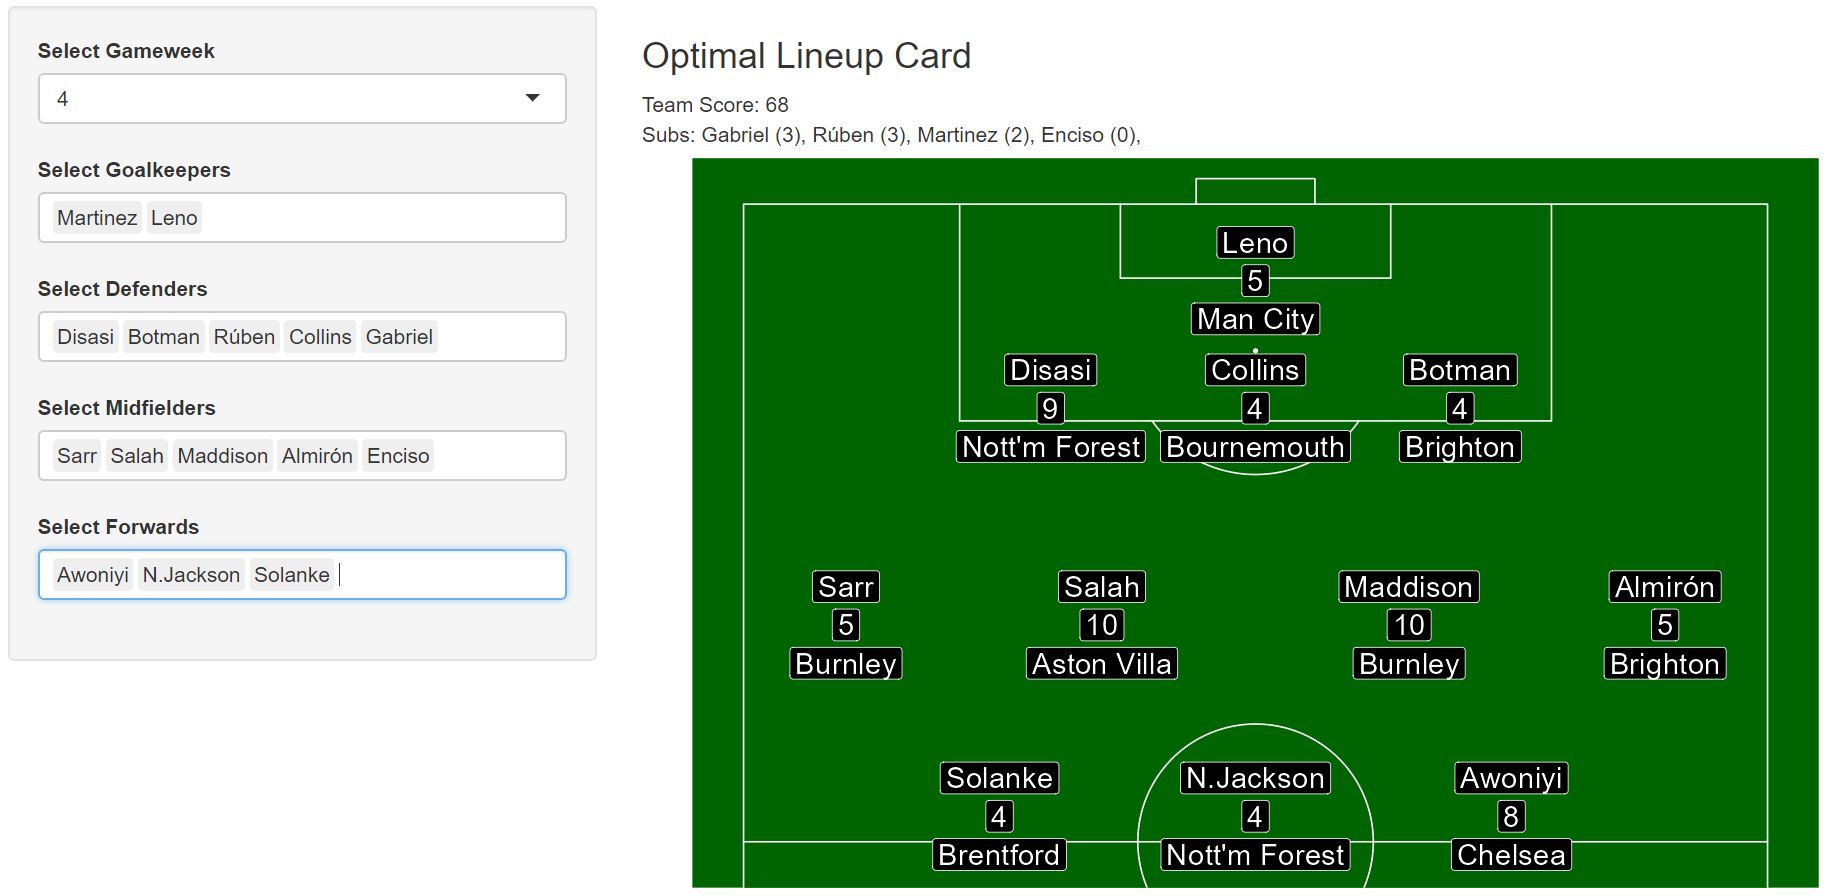 Select Gameweek
4
Select Goalkeepers
Martinez Leno
Select Defenders
Disasi Botman Rúben Collins Gabriel
Select Midfielders
Sarr Salah Maddison Almirón Enciso
Select Forwards
Awoniyi N.Jackson Solanke
Optimal Lineup Card
Team Score: 68
Subs: Gabriel (3), Rúben (3), Martinez (2), Enciso (0),
Leno
5
Man City
Disasi Collins Botman
9 4 4
Nott'm Forest Bournemouth Brighton
Sarr Salah Maddison Almirón
5 10 10 5
Burnley Aston Villa Burnley Brighton
Solanke N.Jackson Awoniyi
4 4 8
Brentford Nott'm Forest Chelsea